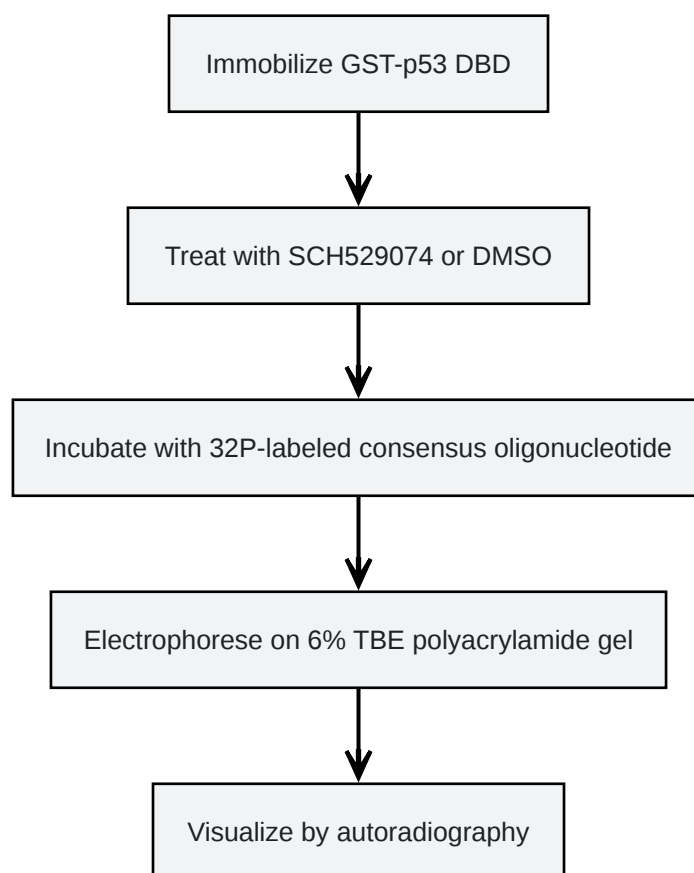 Immobilize GST-p53 DBD
Treat with SCH529074 or DMSO
Incubate with 32P-labeled consensus oligonucleotide
Electrophorese on 6% TBE polyacrylamide gel
Visualize by autoradiography